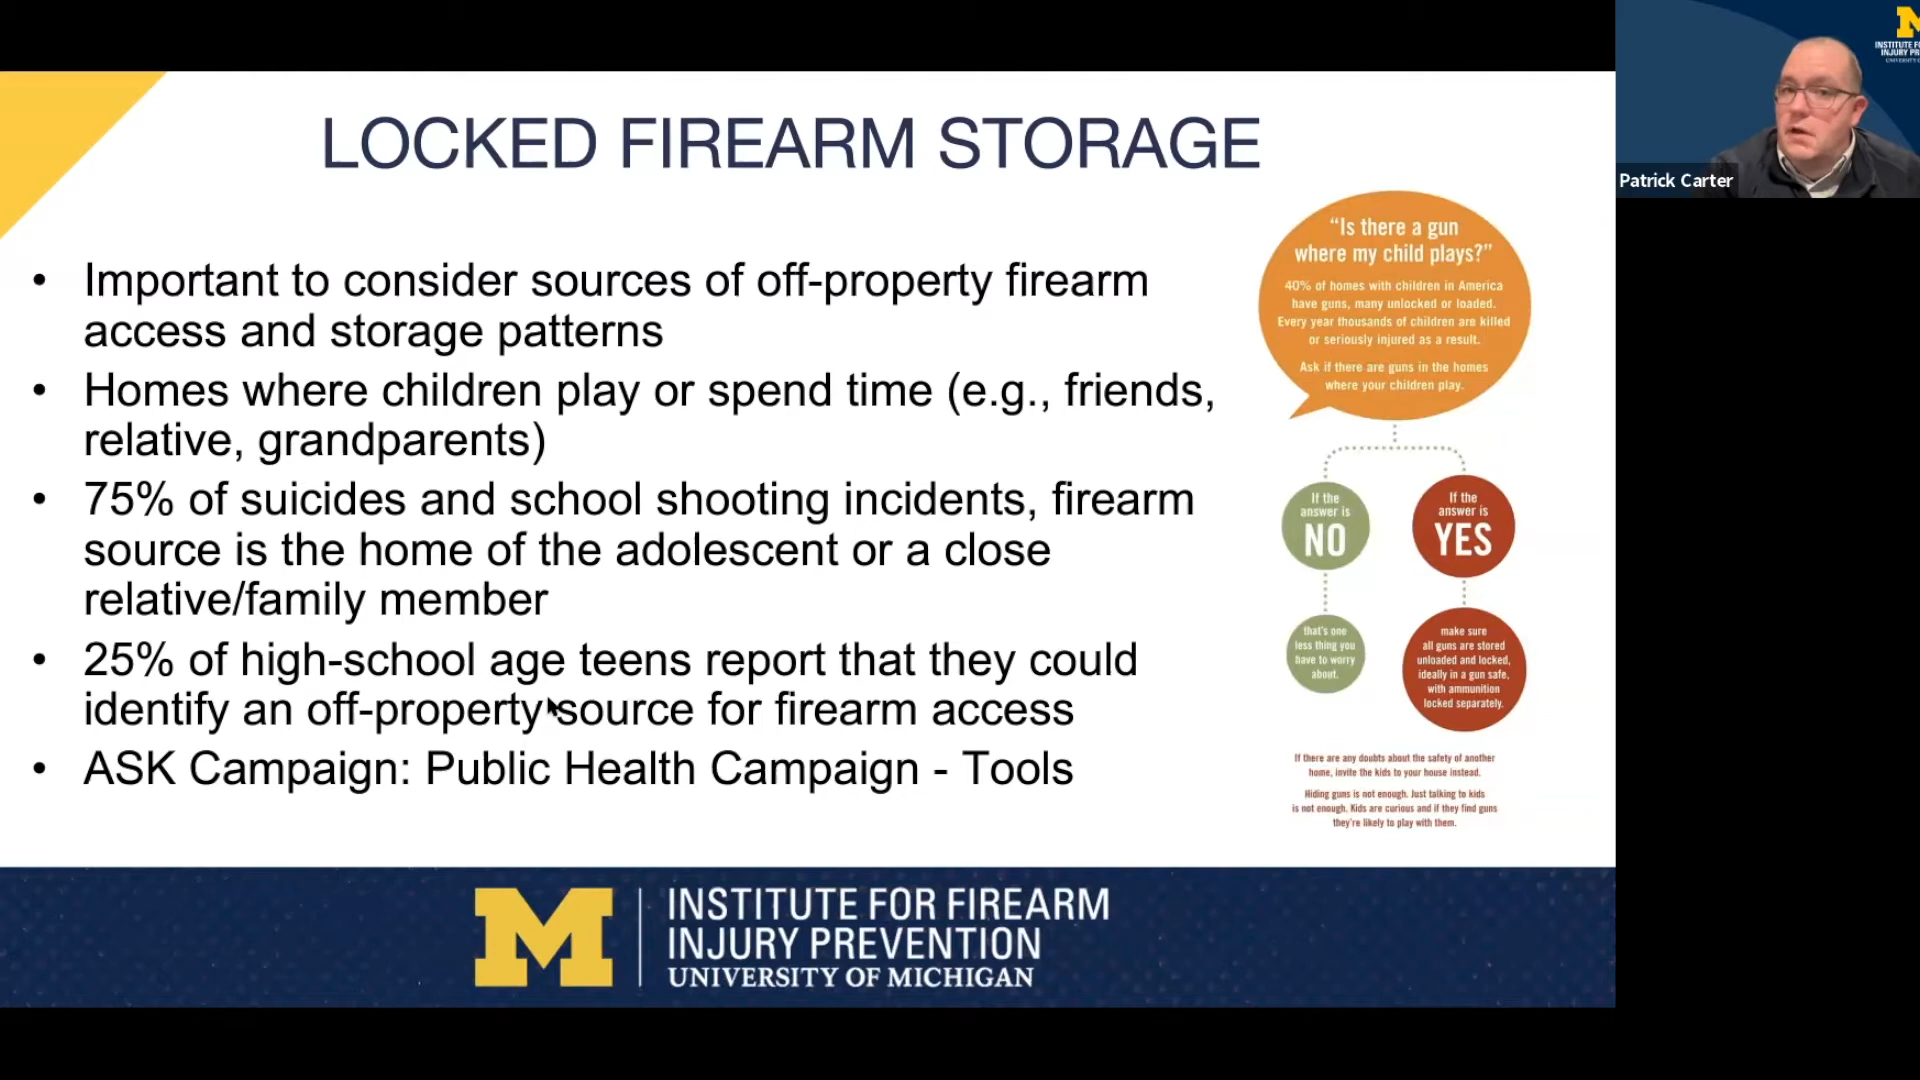 LOCKED FIREARM STORAGE
• Important to consider sources of off-property firearm
access and storage patterns
• Homes where children play or spend time (e.g., friends,
relative, grandparents)
• 75% of suicides and school shooting incidents, firearm
source is the home of the adolescent or a close
relative/family member
• 25% of high-school age teens report that they could
identify an off-property source for firearm access
• ASK Campaign: Public Health Campaign - Tools
“Is there a gun
where my child plays?”
40% of homes with children in America
have guns, many unlocked or loaded.
Every year thousands of children are killed
or seriously injured as a result.
Ask if there are guns in the homes
where your children play.
If the
answer is
NO
If the
answer is
YES
that's one
less thing you
have to worry
about.
make sure
all guns are stored
unloaded and locked,
ideally in a gun safe,
with ammunition
locked separately.
If there are any doubts about the safety of another
home, invite the kids to your house instead.
Hiding guns is not enough. Just talking to kids
is not enough. Kids are curious and if they find guns
they're likely to play with them.
M
INSTITUTE FOR FIREARM
INJURY PREVENTION
UNIVERSITY OF MICHIGAN
Patrick Carter
M
INSTITUTE
INJURY